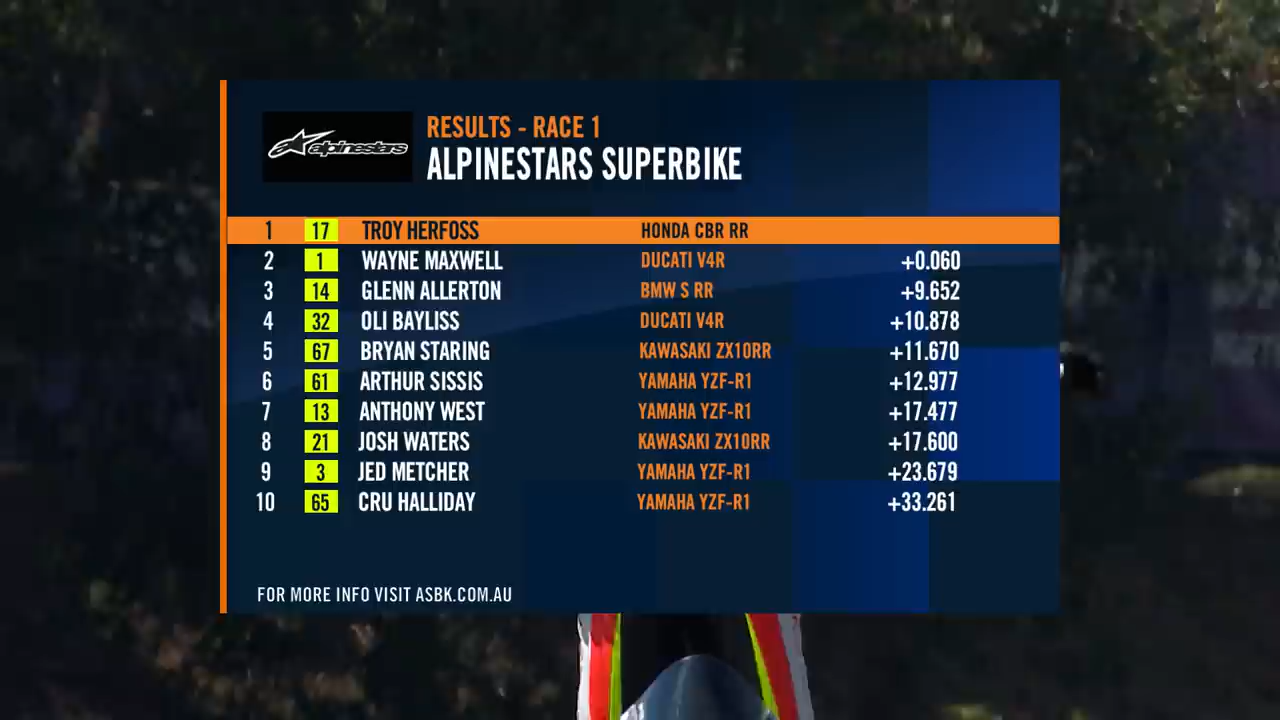 alpinestars
RESULTS - RACE 1
ALPINESTARS SUPERBIKE
1 17 TROY HERFOSS HONDA CBR RR
2 1 WAYNE MAXWELL DUCATI V4R +0.060
3 14 GLENN ALLERTON BMW S RR +9.652
4 32 OLI BAYLISS DUCATI V4R +10.878
5 67 BRYAN STARING KAWASAKI ZX10RR +11.670
6 61 ARTHUR SISSIS YAMAHA YZF-R1 +12.977
7 13 ANTHONY WEST YAMAHA YZF-R1 +17.477
8 21 JOSH WATERS KAWASAKI ZX10RR +17.600
9 3 JED METCHER YAMAHA YZF-R1 +23.679
10 65 CRU HALLIDAY YAMAHA YZF-R1 +33.261
FOR MORE INFO VISIT ASBK.COM.AU